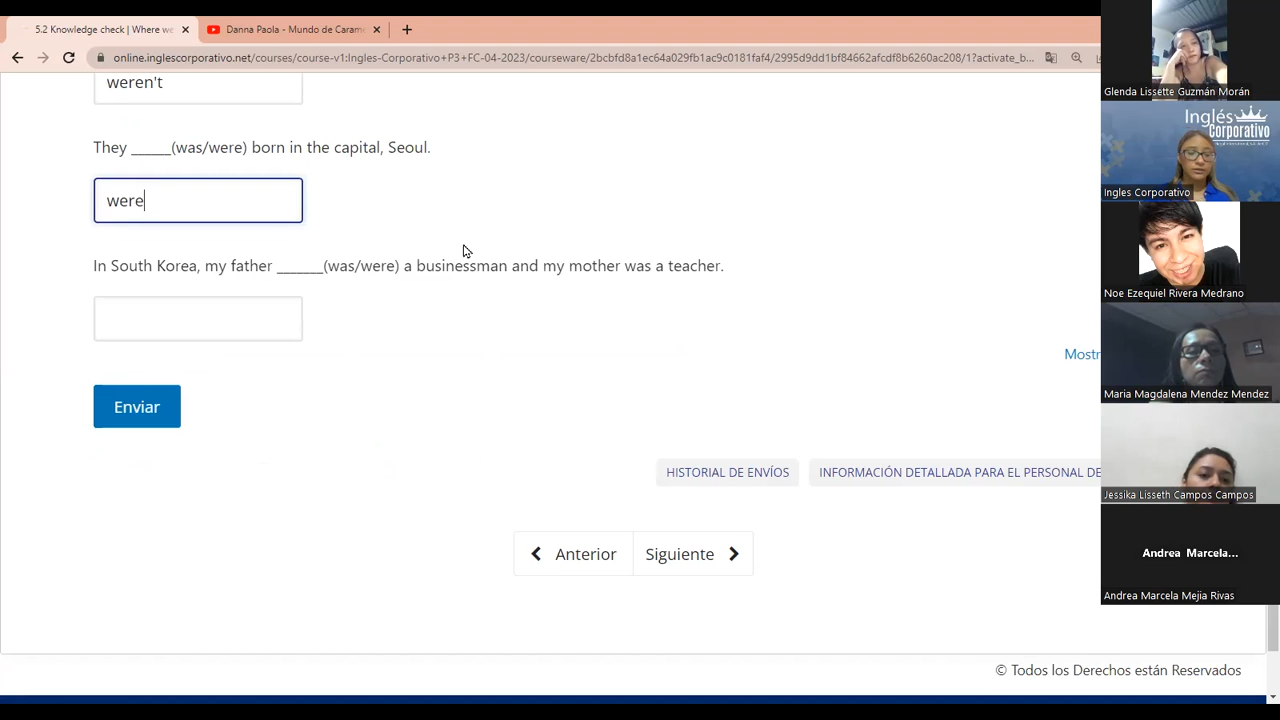 5.2 Knowledge check | Where we
Danna Paola - Mundo de Carame
online.inglescorporativo.net/courses/course-v1:Ingles-Corporativo+P3+FC-04-2023/courseware/2bcbfd8a1ec64a029fb1ac9c0181faf4/2995d9dd1bf84662afcdf8b6260ac208/1?activate_b...
weren't
They ______(was/were) born in the capital, Seoul.
were
In South Korea, my father _______(was/were) a businessman and my mother was a teacher.
Mostr
Enviar
HISTORIAL DE ENVÍOS
INFORMACIÓN DETALLADA PARA EL PERSONAL DE
Anterior
Siguiente
© Todos los Derechos están Reservados
Glenda Lissette Guzmán Morán
Inglés
Corporativo
Ingles Corporativo
Noe Ezequiel Rivera Medrano
Maria Magdalena Mendez Mendez
Jessika Lisseth Campos Campos
Andrea Marcela...
Andrea Marcela Mejia Rivas